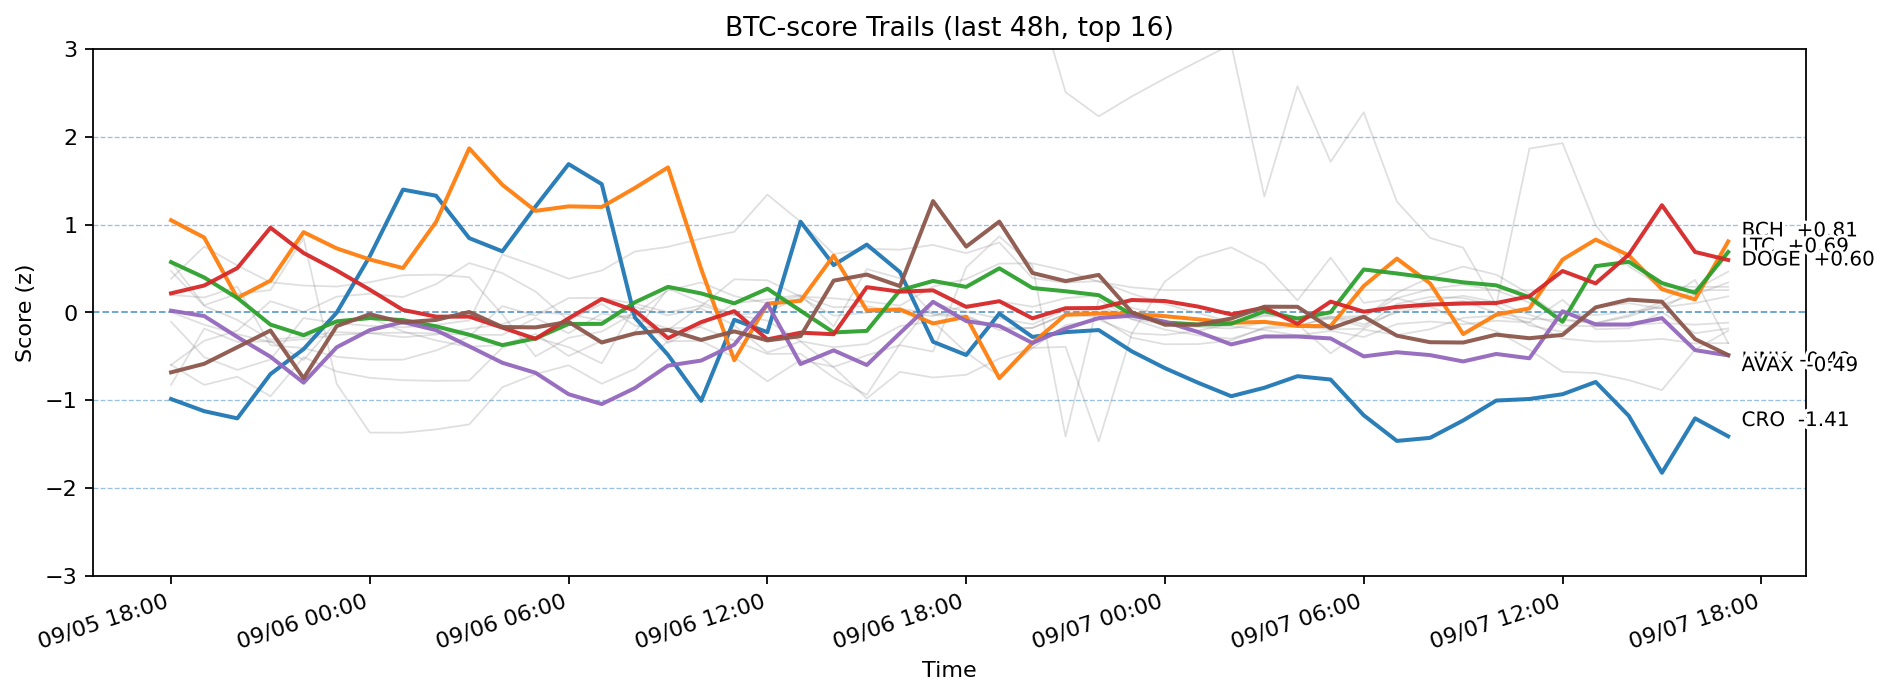 BTC-score Trails (last 48h, top 16)
3
2
1
0
−1
−2
−3
Score (z)
BCH +0.81
LTC +0.69
DOGE +0.60
AVAX -0.49
CRO -1.41
09/05 18:00
09/06 00:00
09/06 06:00
09/06 12:00
09/06 18:00
09/07 00:00
09/07 06:00
09/07 12:00
09/07 18:00
Time